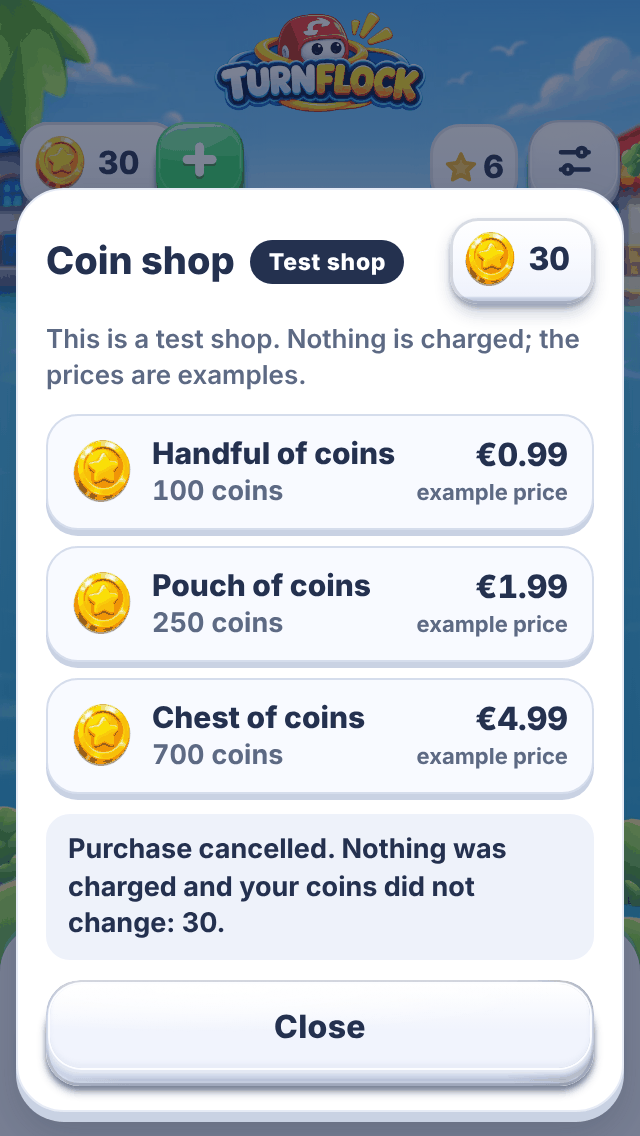 TURNFLOCK
30
6
Coin shop
Test shop
30
This is a test shop. Nothing is charged; the
prices are examples.
Handful of coins
€0.99
100 coins
example price
Pouch of coins
€1.99
250 coins
example price
Chest of coins
€4.99
700 coins
example price
Purchase cancelled. Nothing was
charged and your coins did not
change: 30.
Close